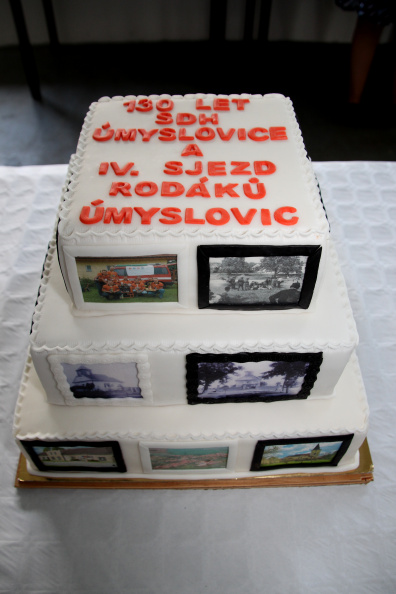 130 LET
SDH
ÚMYSLOVICE
A
IV. SJEZD
RODÁKŮ
ÚMYSLOVIC